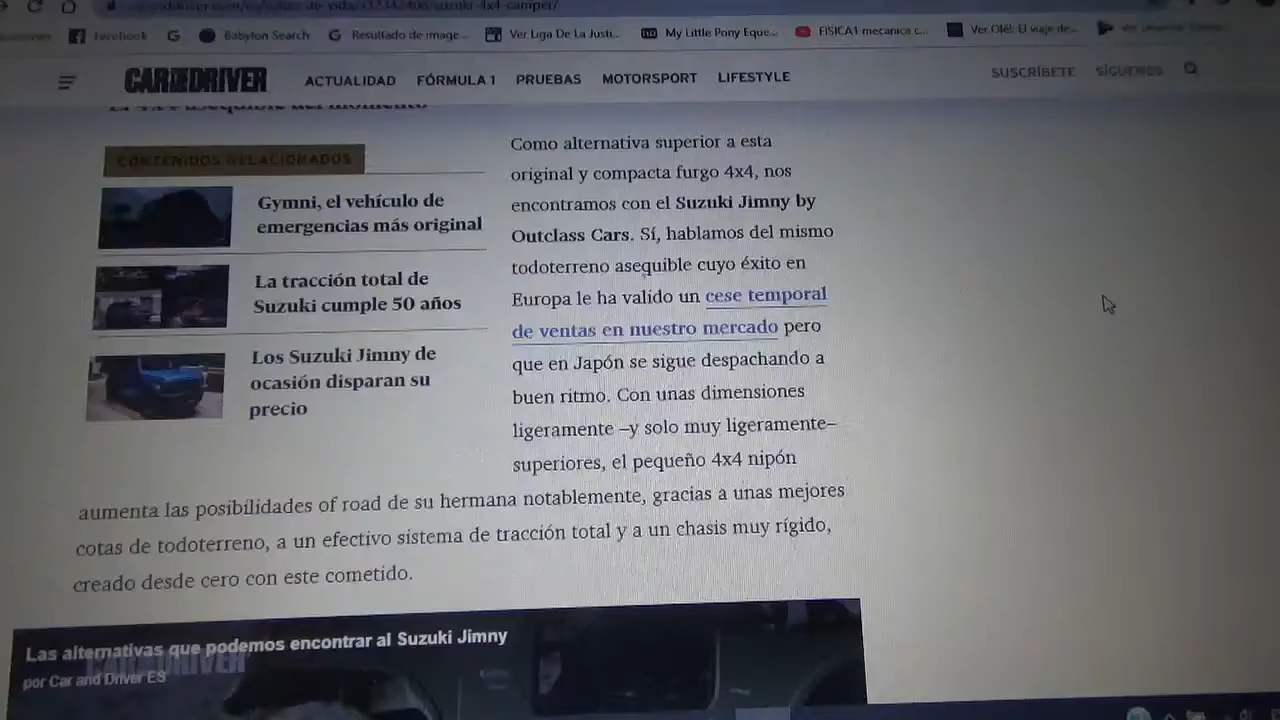 Facebook
Babylon Search
Resultado de image...
Ver Liga De La Justi...
My Little Pony Eque...
FISICA1 mecanica c...
Ver Olé!: El viaje de...
CAR AND DRIVER
ACTUALIDAD FÓRMULA 1 PRUEBAS MOTORSPORT LIFESTYLE
SUSCRÍBETE SÍGUENOS
CONTENIDOS RELACIONADOS
Gymni, el vehículo de
emergencias más original
La tracción total de
Suzuki cumple 50 años
Los Suzuki Jimny de
ocasión disparan su
precio
Como alternativa superior a esta
original y compacta furgo 4x4, nos
encontramos con el Suzuki Jimny by
Outclass Cars. Sí, hablamos del mismo
todoterreno asequible cuyo éxito en
Europa le ha valido un cese temporal
de ventas en nuestro mercado pero
que en Japón se sigue despachando a
buen ritmo. Con unas dimensiones
ligeramente –y solo muy ligeramente–
superiores, el pequeño 4x4 nipón
aumenta las posibilidades of road de su hermana notablemente, gracias a unas mejores
cotas de todoterreno, a un efectivo sistema de tracción total y a un chasis muy rígido,
creado desde cero con este cometido.
Las alternativas que podemos encontrar al Suzuki Jimny
por Car and Driver ES
CAR AND DRIVER